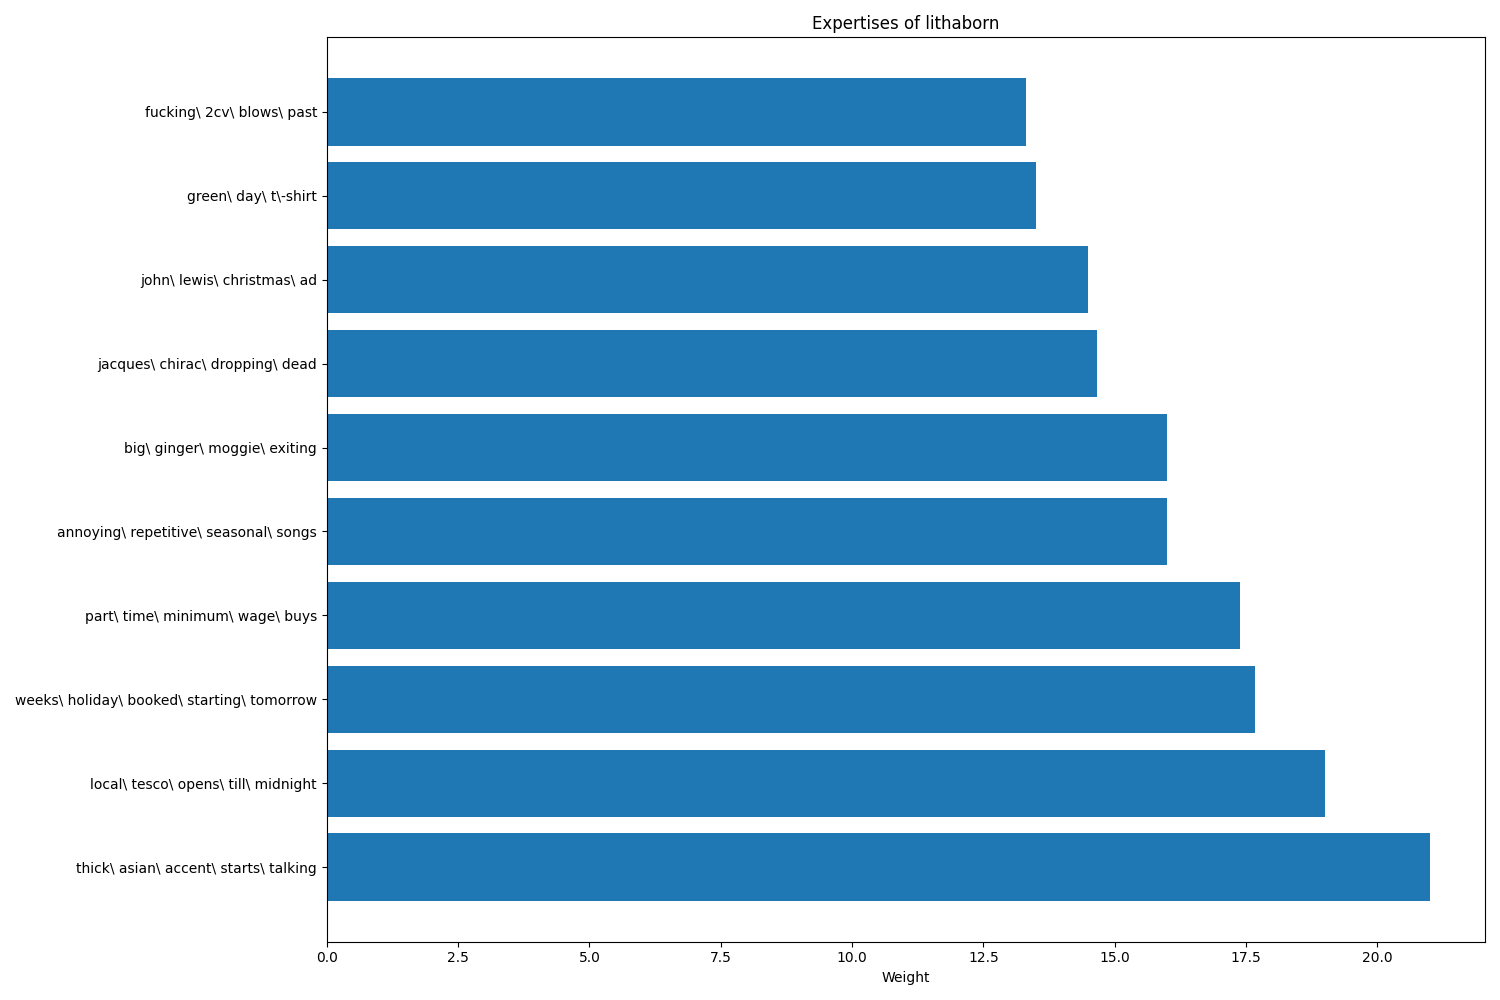 Expertises of lithaborn
fucking\ 2cv\ blows\ past
green\ day\ t\-shirt
john\ lewis\ christmas\ ad
jacques\ chirac\ dropping\ dead
big\ ginger\ moggie\ exiting
annoying\ repetitive\ seasonal\ songs
part\ time\ minimum\ wage\ buys
weeks\ holiday\ booked\ starting\ tomorrow
local\ tesco\ opens\ till\ midnight
thick\ asian\ accent\ starts\ talking
0.0 2.5 5.0 7.5 10.0 12.5 15.0 17.5 20.0
Weight